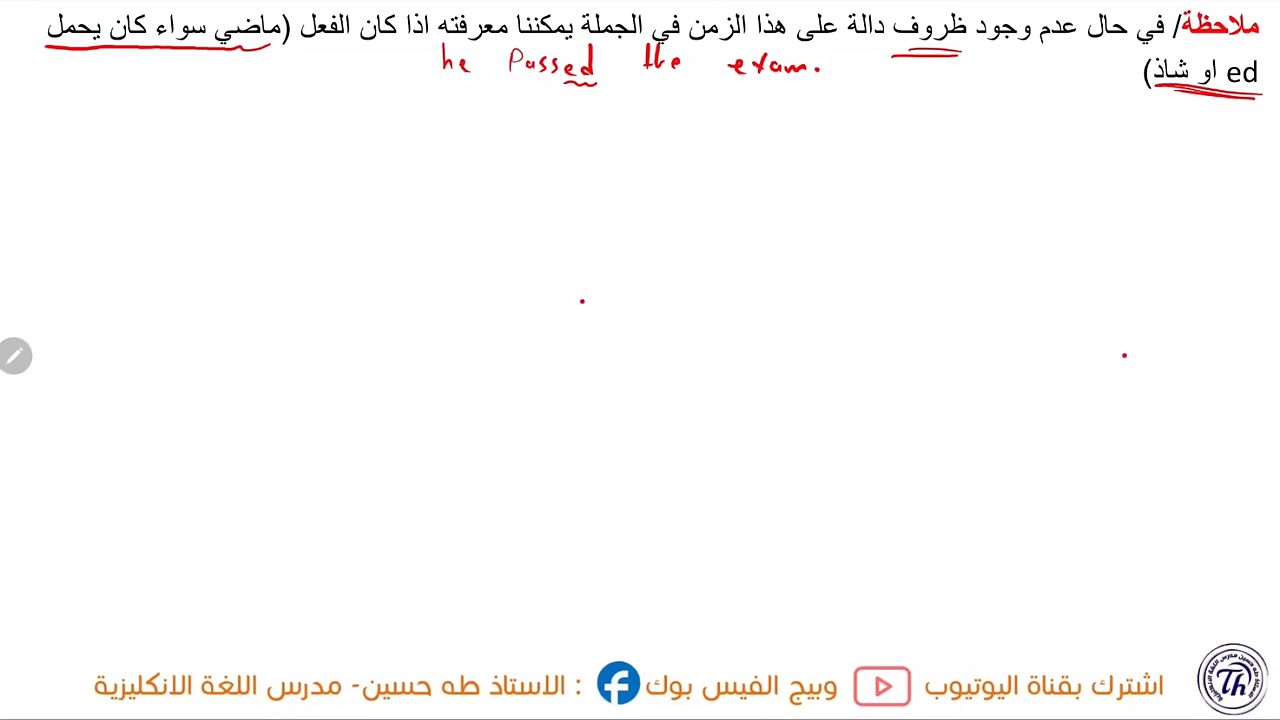 ملاحظة/ في حال عدم وجود ظروف دالة على هذا الزمن في الجملة يمكننا معرفته اذا كان الفعل (ماضي سواء كان يحمل
ed او شاذ)
he Passed the exam.
اشترك بقناة اليوتيوب وبيج الفيس بوك : الاستاذ طه حسين- مدرس اللغة الانكليزية
Th